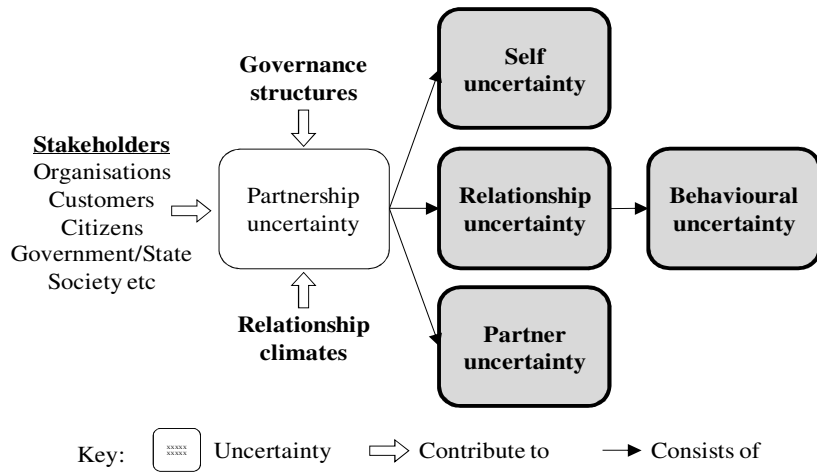 Governance
structures
Stakeholders
Organisations
Customers
Citizens
Government/State
Society etc
Partnership
uncertainty
Relationship
climates
Self
uncertainty
Relationship
uncertainty
Behavioural
uncertainty
Partner
uncertainty
Key:
xxxxx
xxxxx
Uncertainty
Contribute to
Consists of